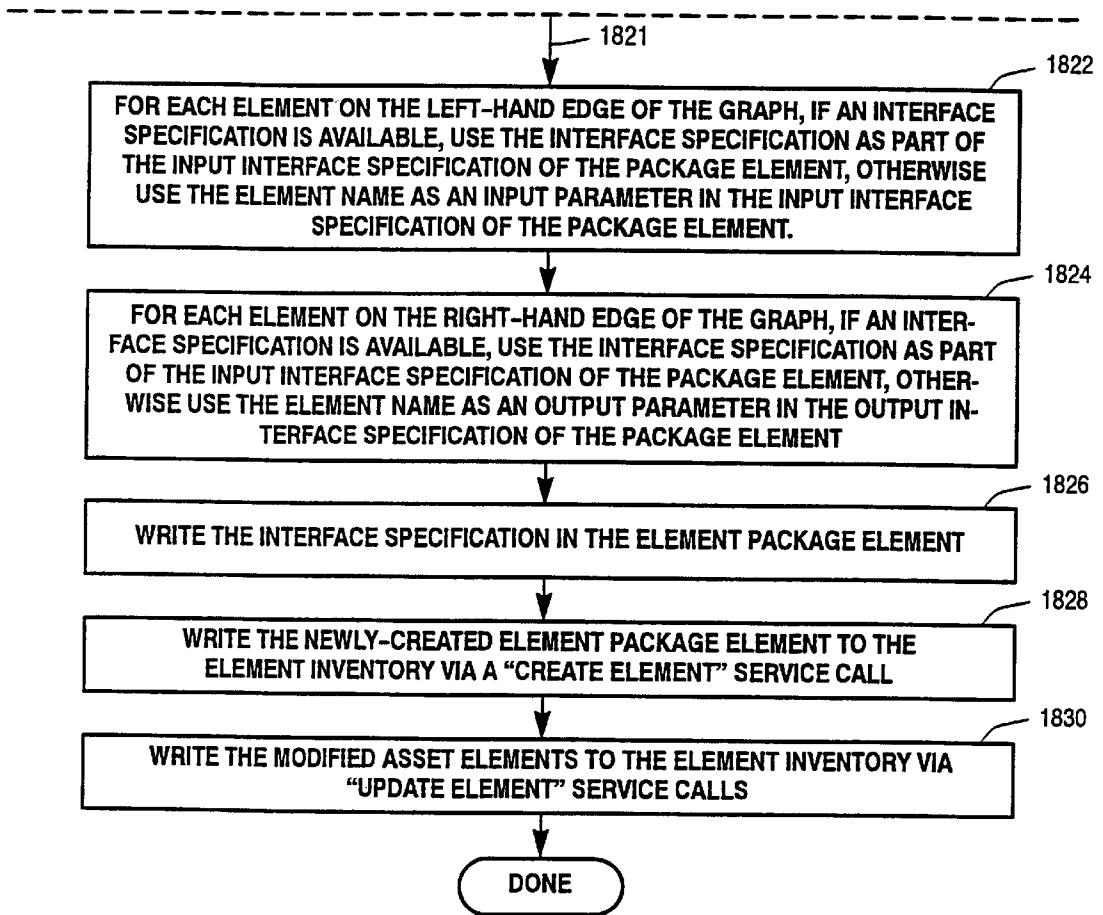 1821
1822
FOR EACH ELEMENT ON THE LEFT-HAND EDGE OF THE GRAPH, IF AN INTERFACE
SPECIFICATION IS AVAILABLE, USE THE INTERFACE SPECIFICATION AS PART OF
THE INPUT INTERFACE SPECIFICATION OF THE PACKAGE ELEMENT, OTHERWISE
USE THE ELEMENT NAME AS AN INPUT PARAMETER IN THE INPUT INTERFACE
SPECIFICATION OF THE PACKAGE ELEMENT.
1824
FOR EACH ELEMENT ON THE RIGHT-HAND EDGE OF THE GRAPH, IF AN INTER-
FACE SPECIFICATION IS AVAILABLE, USE THE INTERFACE SPECIFICATION AS PART
OF THE INPUT INTERFACE SPECIFICATION OF THE PACKAGE ELEMENT, OTHER-
WISE USE THE ELEMENT NAME AS AN OUTPUT PARAMETER IN THE OUTPUT IN-
TERFACE SPECIFICATION OF THE PACKAGE ELEMENT
1826
WRITE THE INTERFACE SPECIFICATION IN THE ELEMENT PACKAGE ELEMENT
1828
WRITE THE NEWLY-CREATED ELEMENT PACKAGE ELEMENT TO THE
ELEMENT INVENTORY VIA A “CREATE ELEMENT” SERVICE CALL
1830
WRITE THE MODIFIED ASSET ELEMENTS TO THE ELEMENT INVENTORY VIA
“UPDATE ELEMENT” SERVICE CALLS
DONE